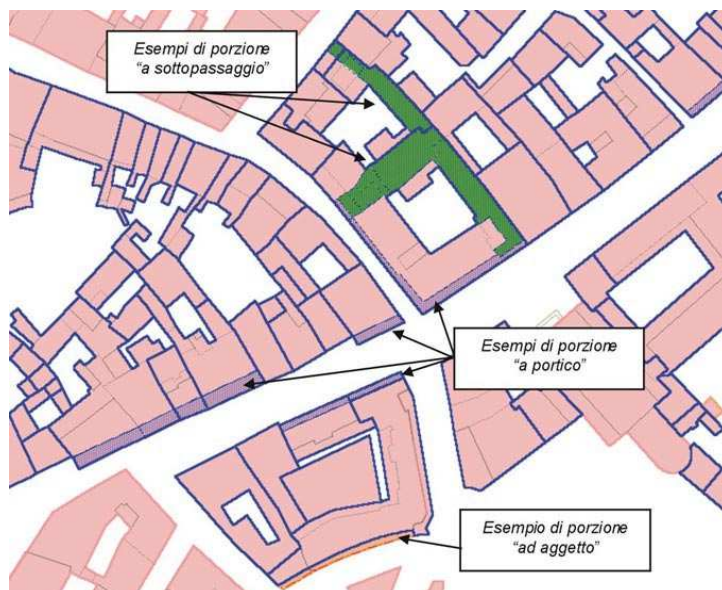 Esempi di porzione
"a sottopassaggio"
Esempi di porzione
"a portico"
Esempio di porzione
"ad aggetto"